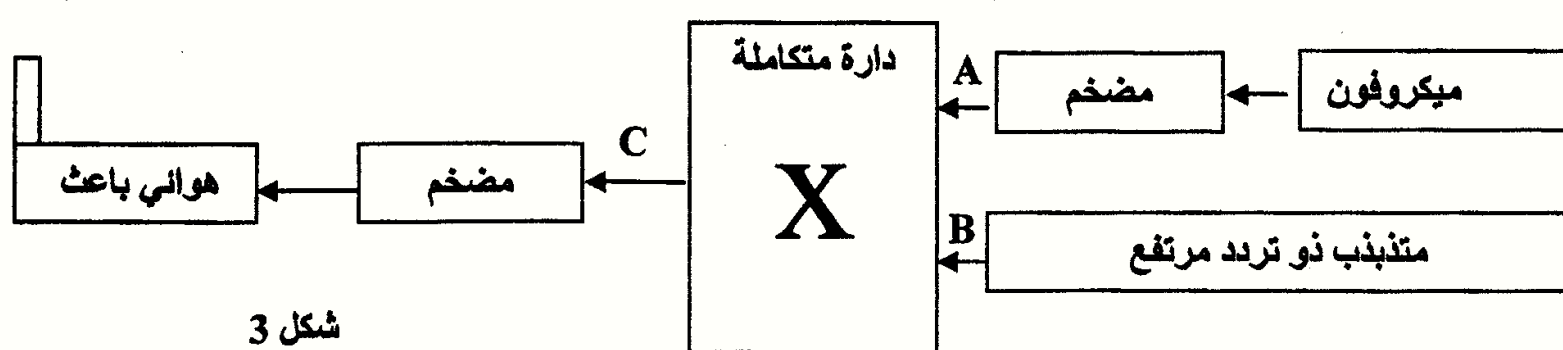 دارة متكاملة
ميكروفون
مضخم
A
X
C
مضخم
هوائي باعث
B
متذبذب ذو تردد مرتفع
شكل 3